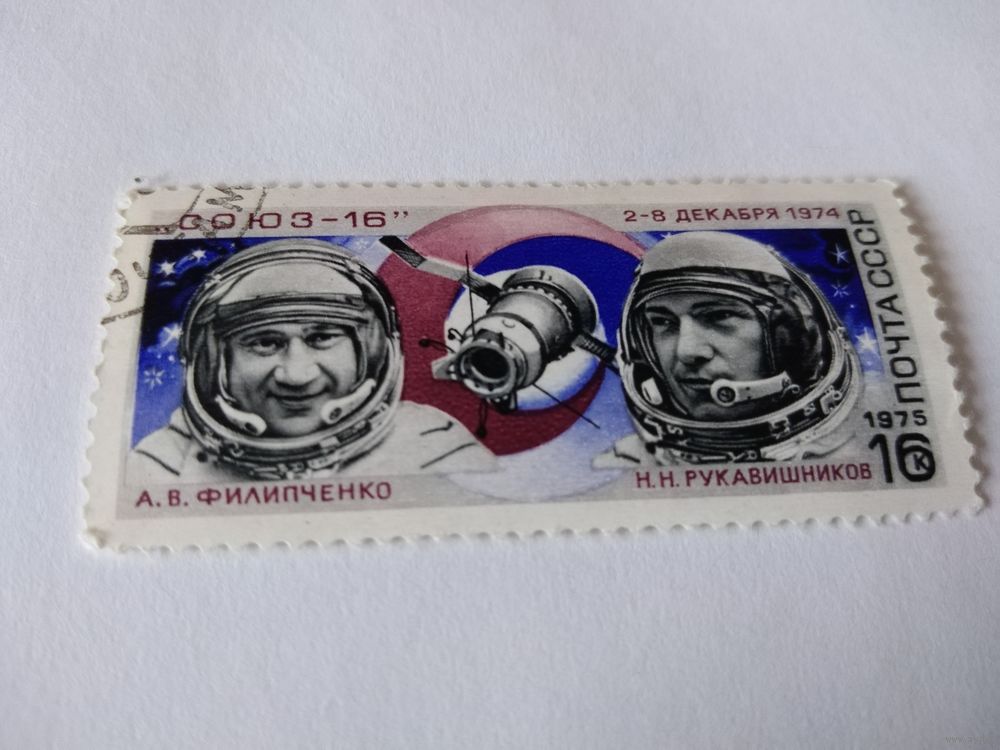 „СОЮЗ-16”
2-8 ДЕКАБРЯ 1974
ПОЧТА СССР
1975
16 К
А. В. ФИЛИПЧЕНКО
Н. Н. РУКАВИШНИКОВ